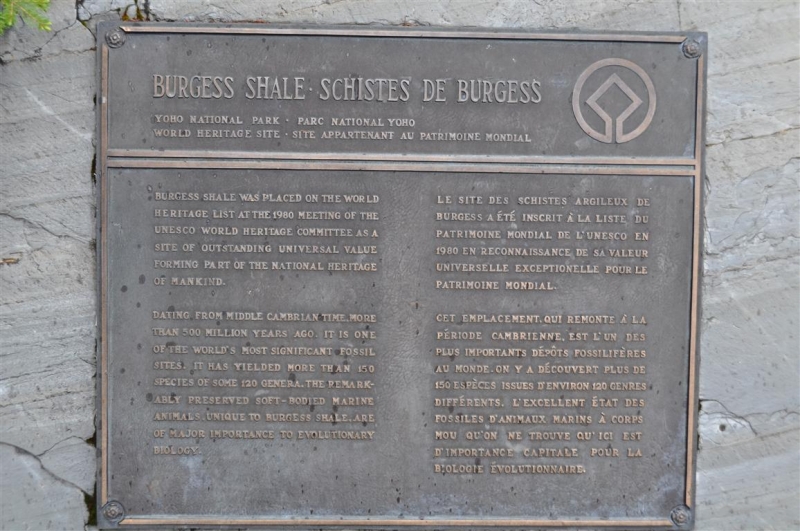 BURGESS SHALE · SCHISTES DE BURGESS
YOHO NATIONAL PARK · PARC NATIONAL YOHO
WORLD HERITAGE SITE · SITE APPARTENANT AU PATRIMOINE MONDIAL
BURGESS SHALE WAS PLACED ON THE WORLD
HERITAGE LIST AT THE 1980 MEETING OF THE
UNESCO WORLD HERITAGE COMMITTEE AS A
SITE OF OUTSTANDING UNIVERSAL VALUE
FORMING PART OF THE NATIONAL HERITAGE
OF MANKIND.
DATING FROM MIDDLE CAMBRIAN TIME, MORE
THAN 500 MILLION YEARS AGO. IT IS ONE
OF THE WORLD'S MOST SIGNIFICANT FOSSIL
SITES. IT HAS YIELDED MORE THAN 150
SPECIES OF SOME 120 GENERA. THE REMARK-
ABLY PRESERVED SOFT-BODIED MARINE
ANIMALS, UNIQUE TO BURGESS SHALE, ARE
OF MAJOR IMPORTANCE TO EVOLUTIONARY
BIOLOGY.
LE SITE DES SCHISTES ARGILEUX DE
BURGESS A ÉTÉ INSCRIT À LA LISTE DU
PATRIMOINE MONDIAL DE L'UNESCO EN
1980 EN RECONNAISSANCE DE SA VALEUR
UNIVERSELLE EXCEPTIONELLE POUR LE
PATRIMOINE MONDIAL.
CET EMPLACEMENT, QUI REMONTE À LA
PÉRIODE CAMBRIENNE, EST L'UN DES
PLUS IMPORTANTS DÉPÔTS FOSSILIFÈRES
AU MONDE. ON Y A DÉCOUVERT PLUS DE
150 ESPÈCES ISSUES D'ENVIRON 120 GENRES
DIFFÉRENTS. L'EXCELLENT ÉTAT DES
FOSSILES D'ANIMAUX MARINS À CORPS
MOU QU'ON NE TROUVE QU'ICI EST
D'IMPORTANCE CAPITALE POUR LA
BIOLOGIE ÉVOLUTIONNAIRE.